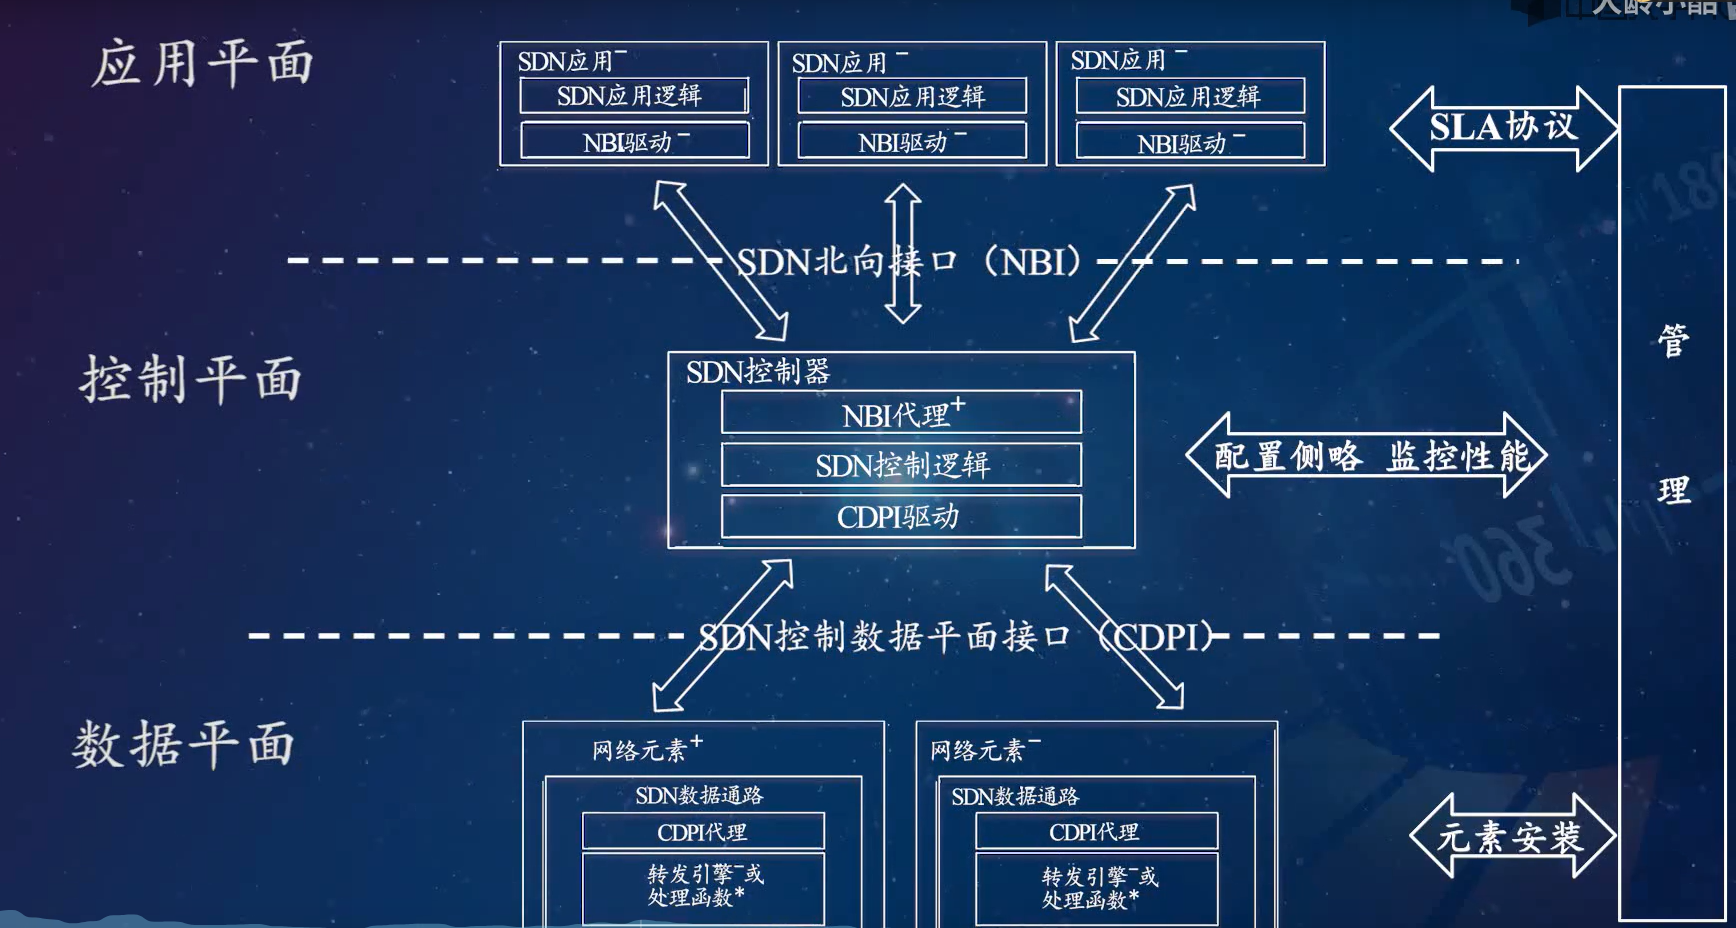 应用平面
SDN应用−
SDN应用逻辑
NBI驱动−
SDN应用−
SDN应用逻辑
NBI驱动−
SDN应用−
SDN应用逻辑
NBI驱动−
SLA协议
SDN北向接口（NBI）
管
理
控制平面
SDN控制器
NBI代理+
SDN控制逻辑
CDPI驱动
配置侧略 监控性能
360
180
SDN控制数据平面接口（CDPI）
数据平面
网络元素+
SDN数据通路
CDPI代理
转发引擎−或
处理函数*
网络元素−
SDN数据通路
CDPI代理
转发引擎−或
处理函数*
元素安装